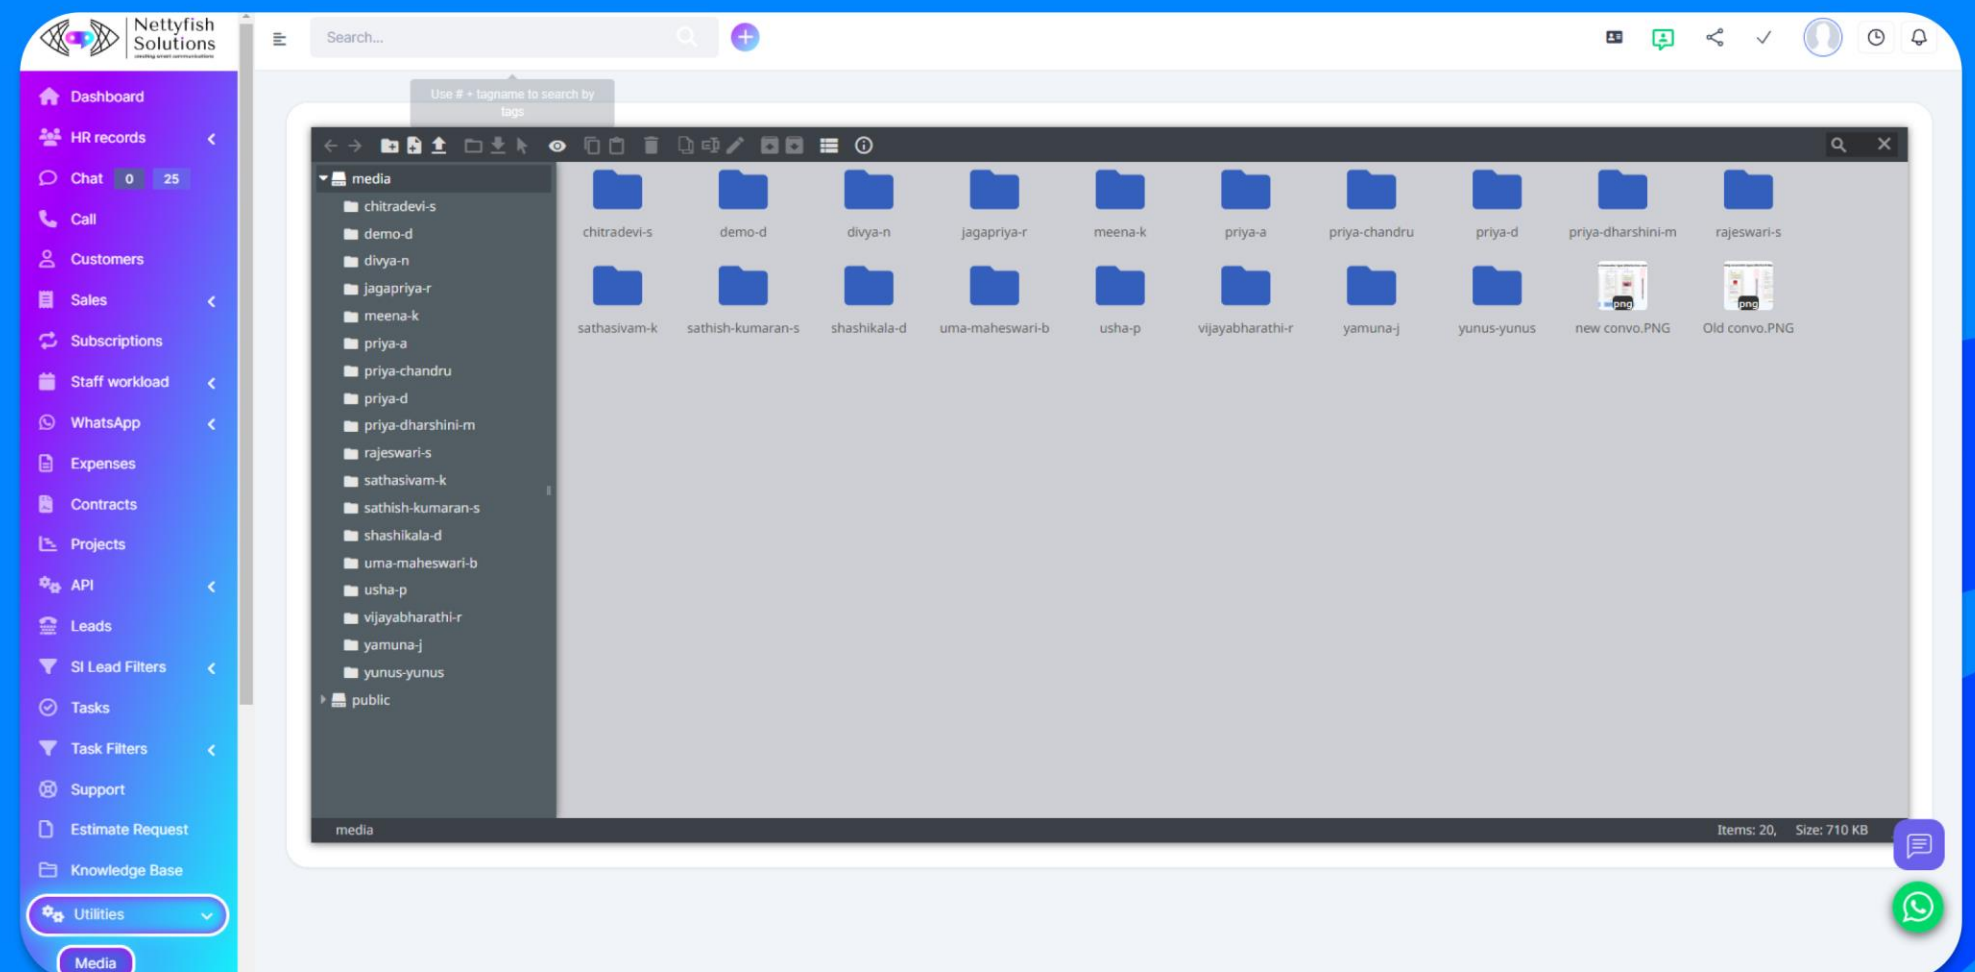 Nettyfish
Solutions
creating smart communications
Search...
Use # + tagname to search by
tags
Dashboard
HR records
Chat 0 25
Call
Customers
Sales
Subscriptions
Staff workload
WhatsApp
Expenses
Contracts
Projects
API
Leads
SI Lead Filters
Tasks
Task Filters
Support
Estimate Request
Knowledge Base
Utilities
Media
media
chitradevi-s
demo-d
divya-n
jagapriya-r
meena-k
priya-a
priya-chandru
priya-d
priya-dharshini-m
rajeswari-s
sathasivam-k
sathish-kumaran-s
shashikala-d
uma-maheswari-b
usha-p
vijayabharathi-r
yamuna-j
yunus-yunus
public
chitradevi-s demo-d divya-n jagapriya-r meena-k priya-a priya-chandru priya-d priya-dharshini-m rajeswari-s
png png
sathasivam-k sathish-kumaran-s shashikala-d uma-maheswari-b usha-p vijayabharathi-r yamuna-j yunus-yunus new convo.PNG Old convo.PNG
media Items: 20, Size: 710 KB